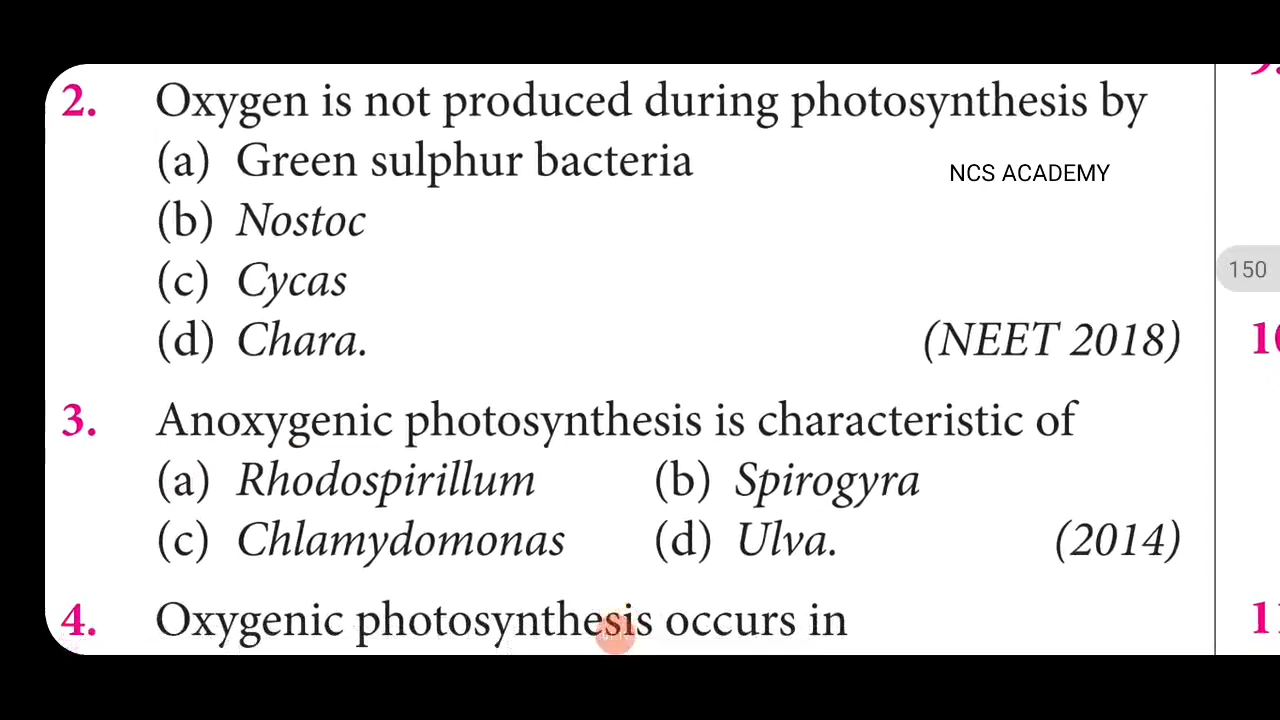 2. Oxygen is not produced during photosynthesis by
(a) Green sulphur bacteria
NCS ACADEMY
(b) Nostoc
(c) Cycas
150
(d) Chara. (NEET 2018)
3. Anoxygenic photosynthesis is characteristic of
(a) Rhodospirillum (b) Spirogyra
(c) Chlamydomonas (d) Ulva. (2014)
4. Oxygenic photosynthesis occurs in